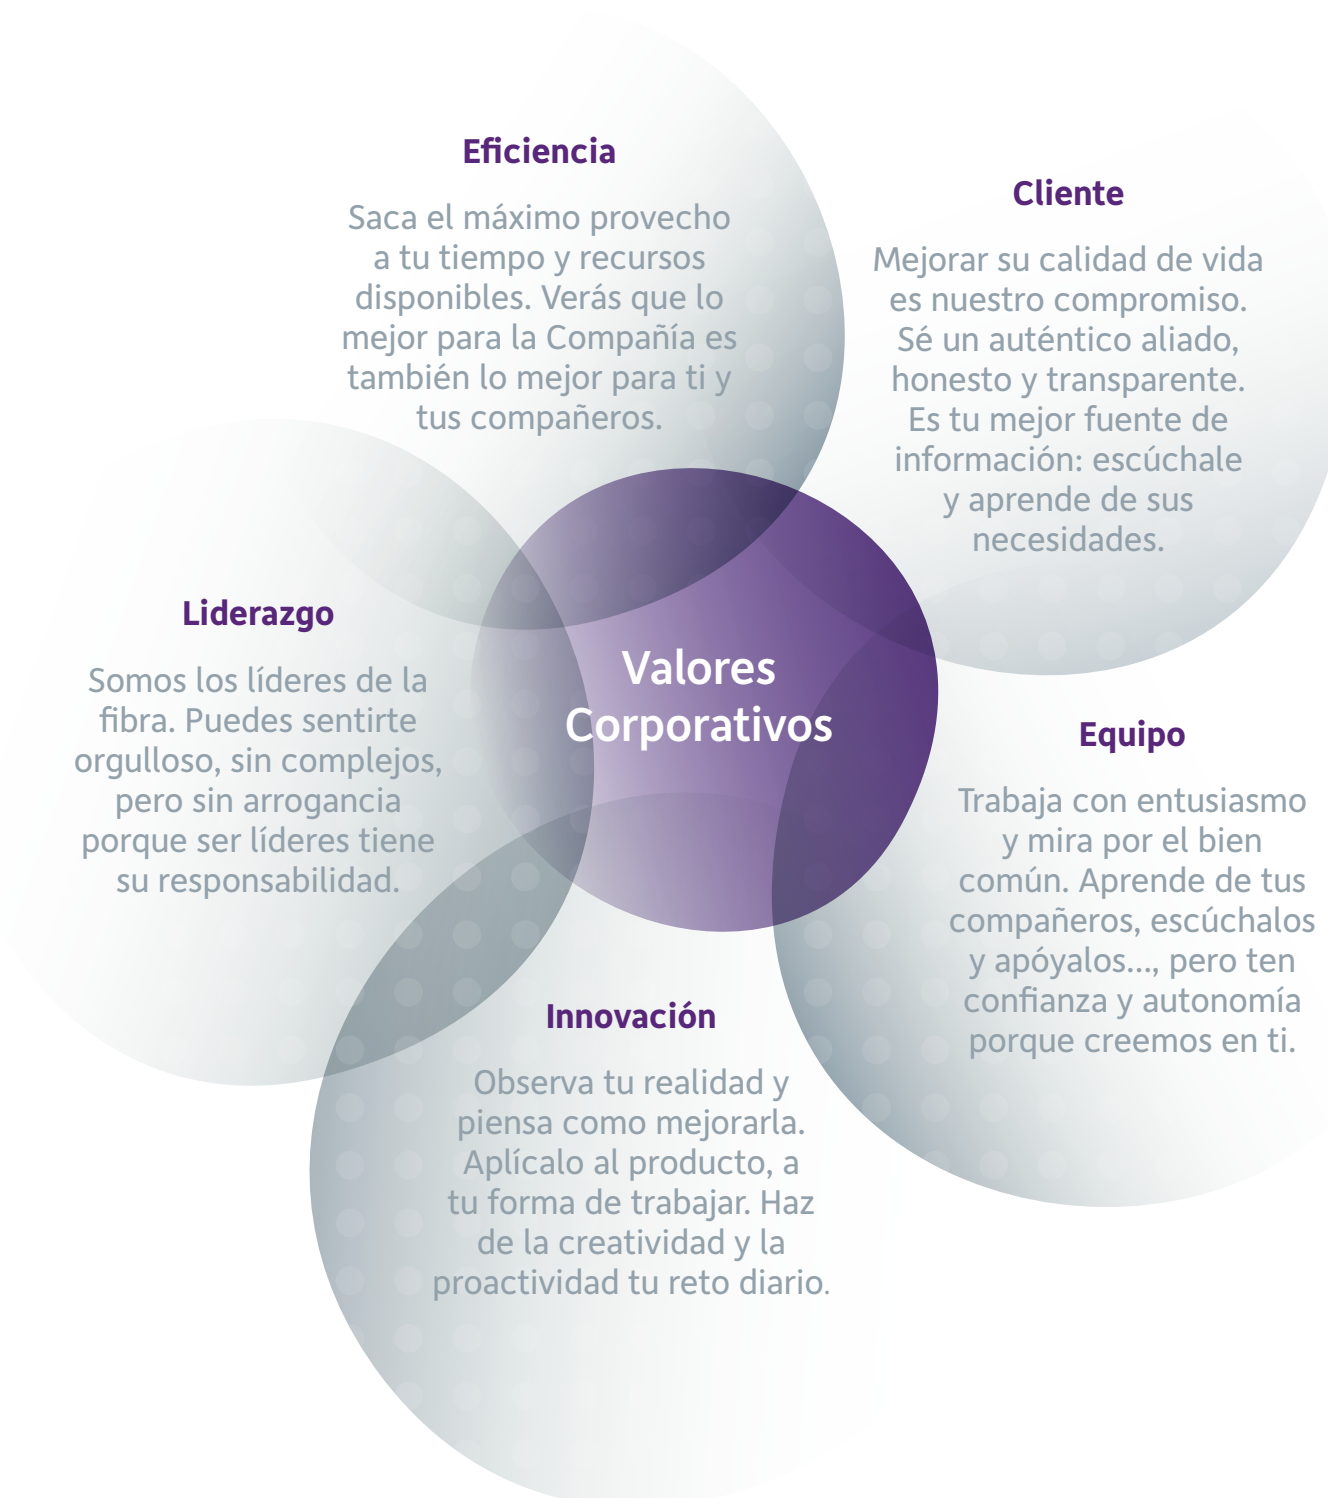 Eficiencia
Saca el máximo provecho
a tu tiempo y recursos
disponibles. Verás que lo
mejor para la Compañía es
también lo mejor para ti y
tus compañeros.
Cliente
Mejorar su calidad de vida
es nuestro compromiso.
Sé un auténtico aliado,
honesto y transparente.
Es tu mejor fuente de
información: escúchale
y aprende de sus
necesidades.
Liderazgo
Somos los líderes de la
fibra. Puedes sentirte
orgulloso, sin complejos,
pero sin arrogancia
porque ser líderes tiene
su responsabilidad.
Valores
Corporativos
Equipo
Trabaja con entusiasmo
y mira por el bien
común. Aprende de tus
compañeros, escúchalos
y apóyalos..., pero ten
confianza y autonomía
porque creemos en ti.
Innovación
Observa tu realidad y
piensa como mejorarla.
Aplícalo al producto, a
tu forma de trabajar. Haz
de la creatividad y la
proactividad tu reto diario.